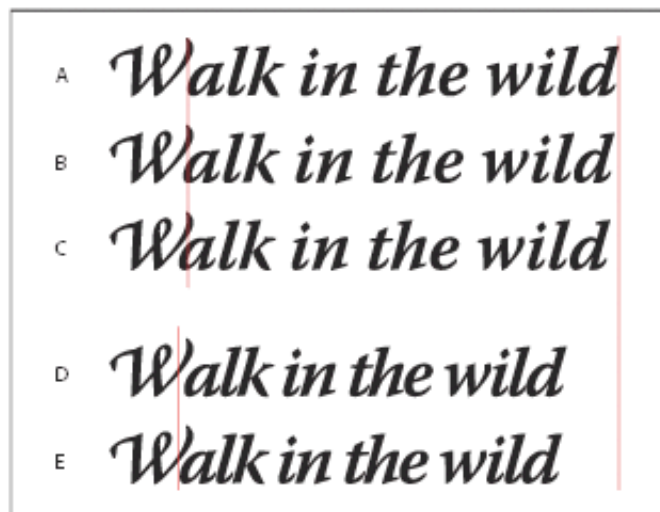 A Walk in the wild
B Walk in the wild
C Walk in the wild
D Walk in the wild
E Walk in the wild